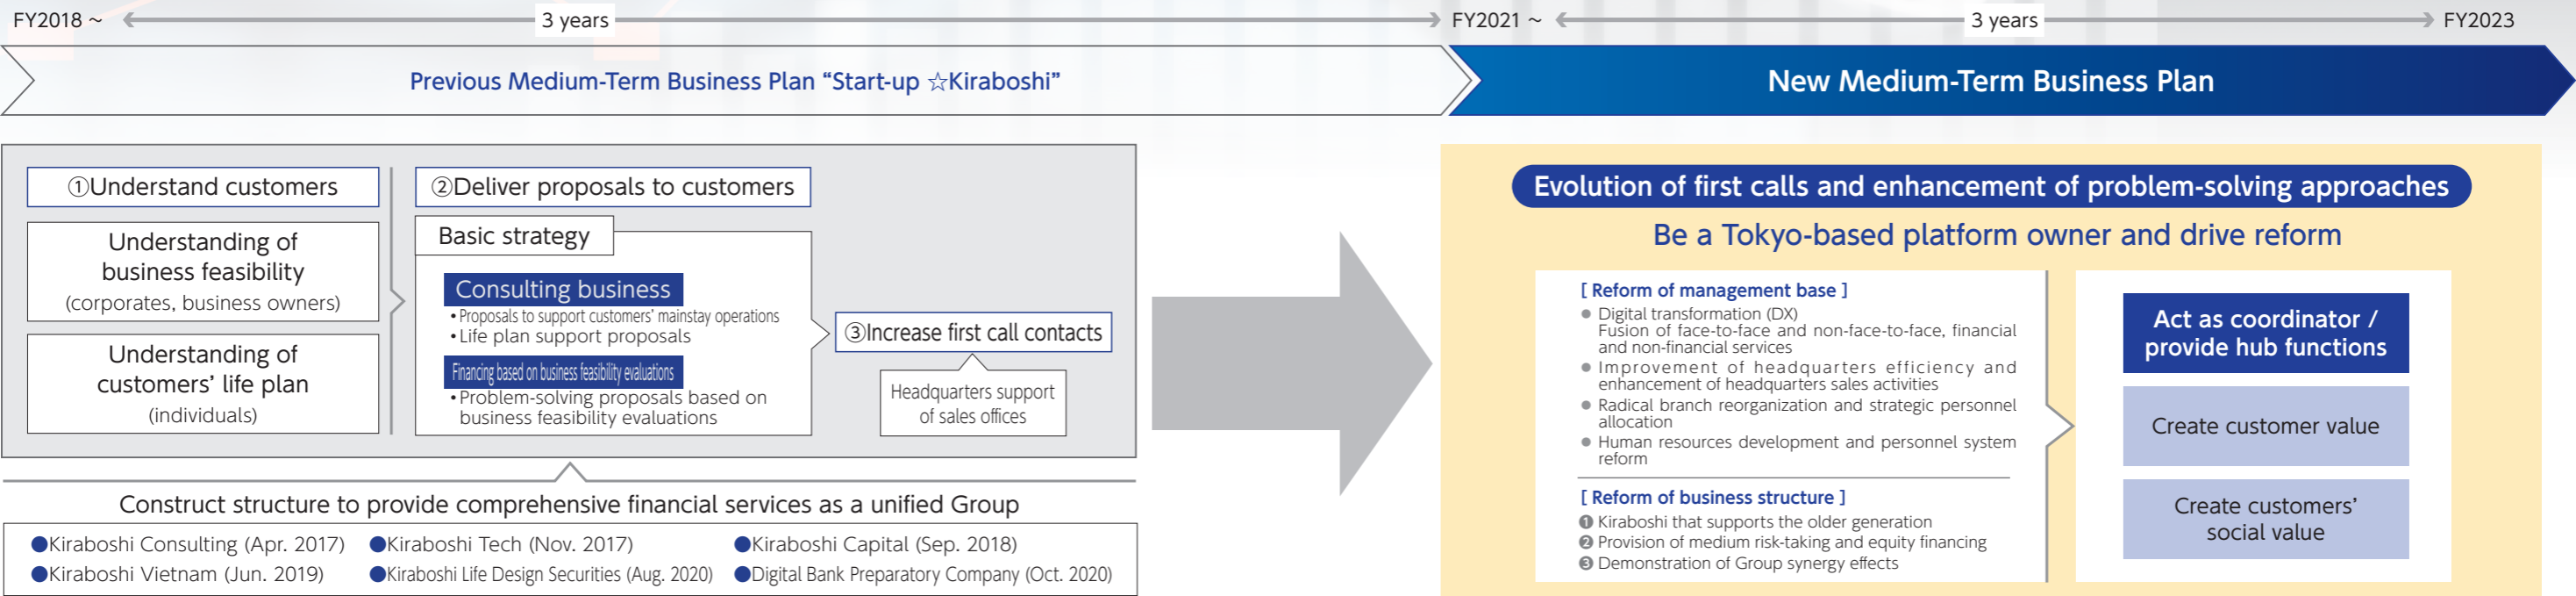 FY2018 ~
3 years
FY2021 ~
3 years
FY2023
Previous Medium-Term Business Plan “Start-up ☆Kiraboshi”
New Medium-Term Business Plan
①Understand customers
Understanding of
business feasibility
(corporates, business owners)
Understanding of
customers’ life plan
(individuals)
②Deliver proposals to customers
Basic strategy
Consulting business
• Proposals to support customers’ mainstay operations
• Life plan support proposals
Financing based on business feasibility evaluations
• Problem-solving proposals based on
business feasibility evaluations
③Increase first call contacts
Headquarters support
of sales offices
Construct structure to provide comprehensive financial services as a unified Group
●Kiraboshi Consulting (Apr. 2017) ●Kiraboshi Tech (Nov. 2017) ●Kiraboshi Capital (Sep. 2018)
●Kiraboshi Vietnam (Jun. 2019) ●Kiraboshi Life Design Securities (Aug. 2020) ●Digital Bank Preparatory Company (Oct. 2020)
Evolution of first calls and enhancement of problem-solving approaches
Be a Tokyo-based platform owner and drive reform
[ Reform of management base ]
● Digital transformation (DX)
Fusion of face-to-face and non-face-to-face, financial
and non-financial services
● Improvement of headquarters efficiency and
enhancement of headquarters sales activities
● Radical branch reorganization and strategic personnel
allocation
● Human resources development and personnel system
reform
[ Reform of business structure ]
❶ Kiraboshi that supports the older generation
❷ Provision of medium risk-taking and equity financing
❸ Demonstration of Group synergy effects
Act as coordinator /
provide hub functions
Create customer value
Create customers’
social value